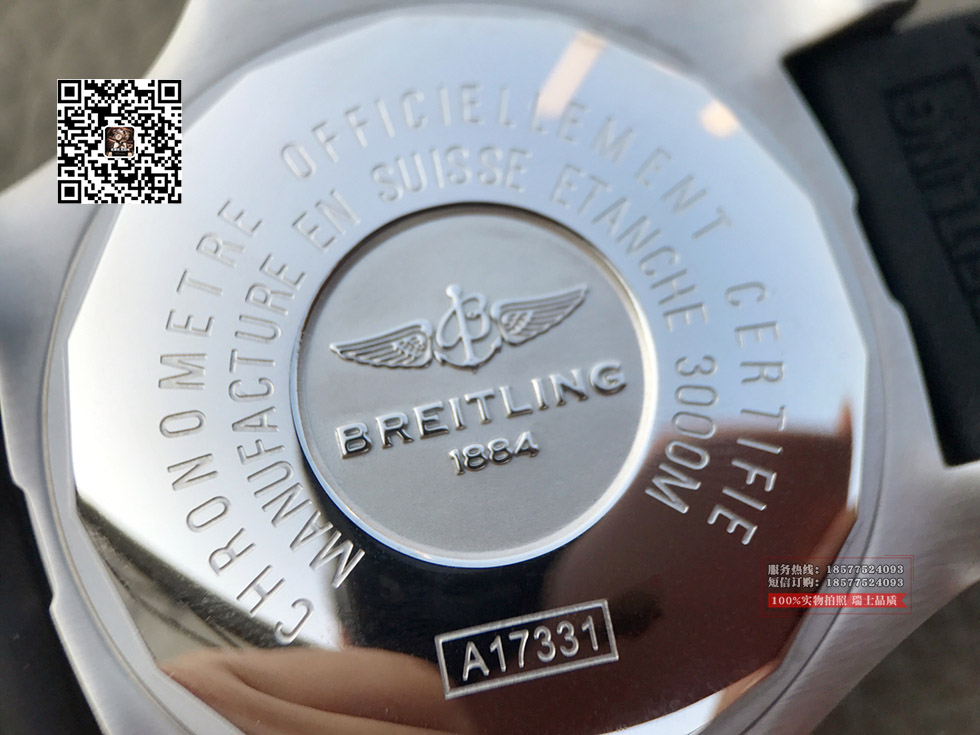 CHRONOMETRE OFFICIELLEMENT CERTIFIE
MANUFACTURE EN SUISSE ETANCHE 3000M
BREITLING
1884
A17331
服务热线：18577524093
短信订购：18577524093
100%实物拍照 瑞士品质